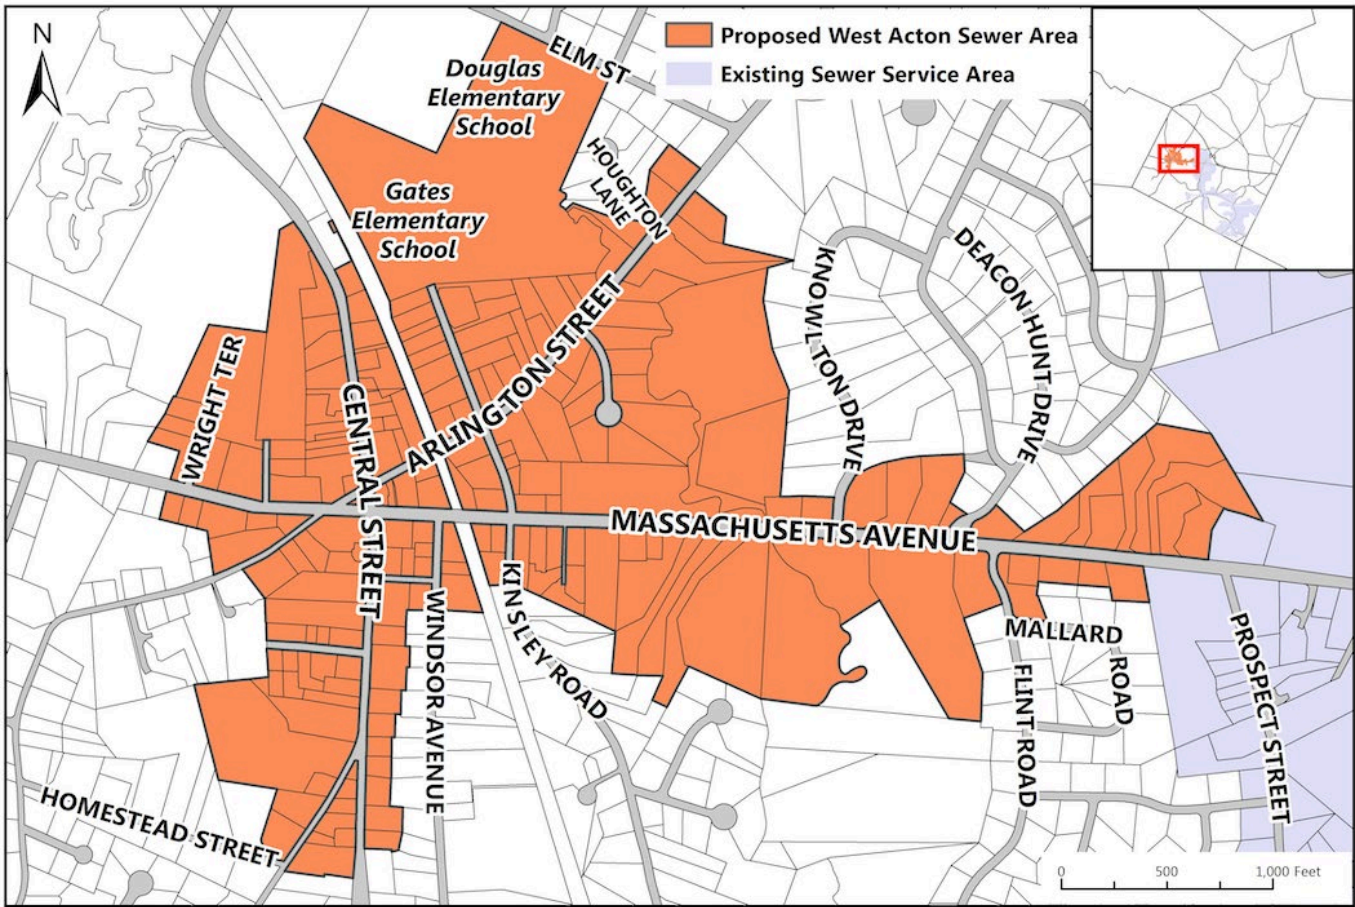 N
Proposed West Acton Sewer Area
Existing Sewer Service Area
ELM ST
Douglas
Elementary
School
HOUGHTON
LANE
Gates
Elementary
School
KNOWLTON DRIVE
DEACON HUNT DRIVE
WRIGHT TER
CENTRAL STREET
ARLINGTON STREET
MASSACHUSETTS AVENUE
WINDSOR AVENUE
KINSLEY ROAD
MALLARD
ROAD
FLINT ROAD
PROSPECT STREET
HOMESTEAD STREET
0 500 1,000 Feet